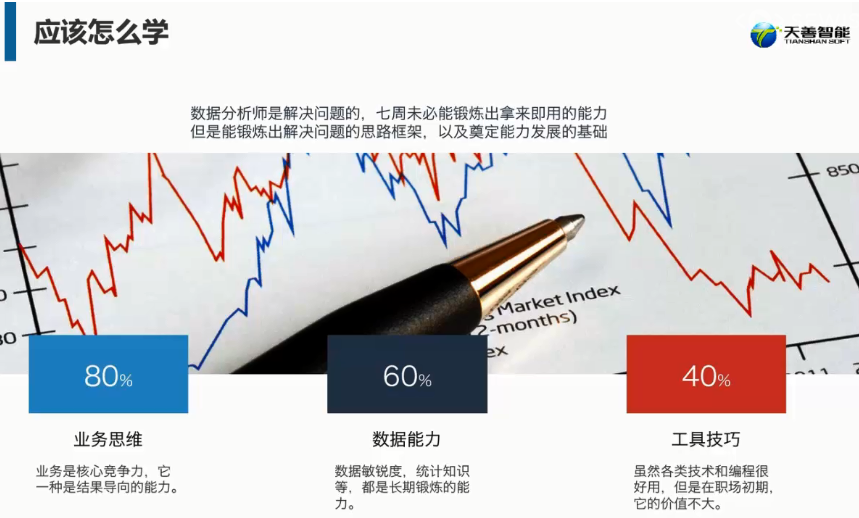 应该怎么学
天善智能
TIANSHAN SOFT
数据分析师是解决问题的，七周未必能锻炼出拿来即用的能力
但是能锻炼出解决问题的思路框架，以及奠定能力发展的基础
850
Market Index
2-months)
ex
80%
60%
40%
业务思维
数据能力
工具技巧
业务是核心竞争力，它
一种是结果导向的能力。
数据敏锐度，统计知识
等，都是长期锻炼的能
力。
虽然各类技术和编程很
好用，但是在职场初期，
它的价值不大。